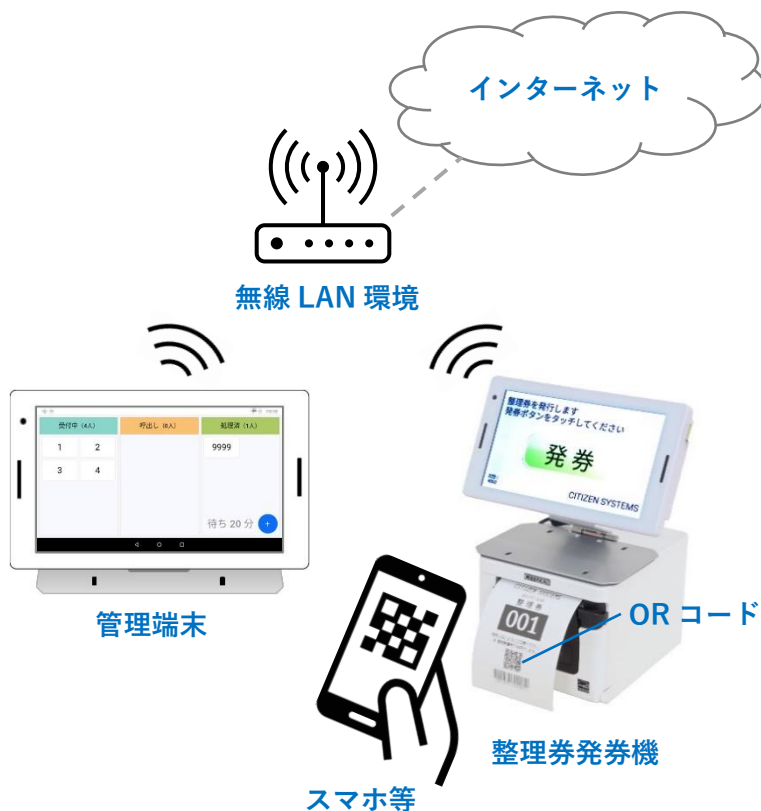 インターネット
無線 LAN 環境
受付中 (4人)
呼出し (0人)
処理済 (1人)
1
2
9999
3
4
待ち 20 分
+
管理端末
整理券を発行します
発券ボタンをタッチしてください
発券
CITIZEN SYSTEMS
整理券
001
OR コード
整理券発券機
スマホ等